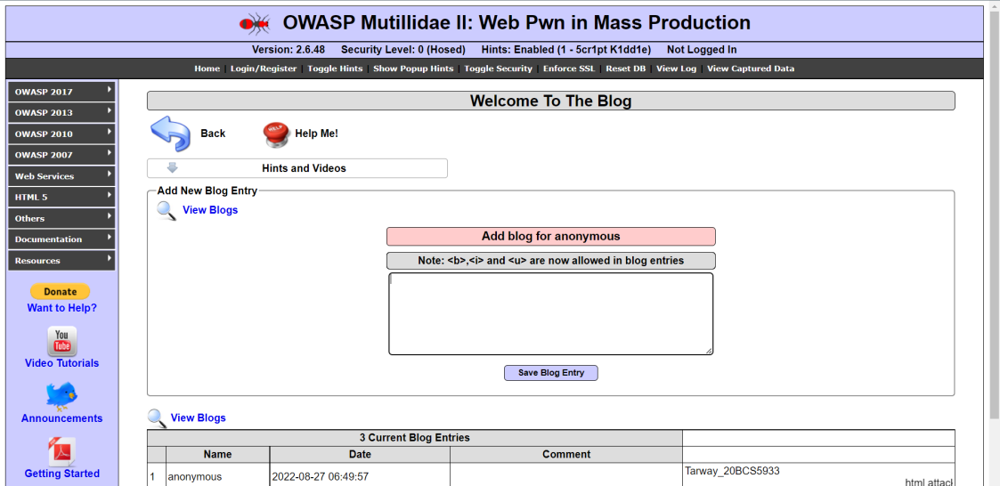 OWASP Mutillidae II: Web Pwn in Mass Production
Version: 2.6.48 Security Level: 0 (Hosed) Hints: Enabled (1 - 5cr1pt K1dd1e) Not Logged In
Home | Login/Register | Toggle Hints | Show Popup Hints | Toggle Security | Enforce SSL | Reset DB | View Log | View Captured Data
OWASP 2017
OWASP 2013
OWASP 2010
OWASP 2007
Web Services
HTML 5
Others
Documentation
Resources
Donate
Want to Help?
You
Tube
Video Tutorials
Announcements
Getting Started
Welcome To The Blog
Back
HELP
Help Me!
Hints and Videos
Add New Blog Entry
View Blogs
Add blog for anonymous
Note: <b>,<i> and <u> are now allowed in blog entries
Save Blog Entry
View Blogs
3 Current Blog Entries
Name Date Comment
1 anonymous 2022-08-27 06:49:57
Tarway_20BCS5933
html attack